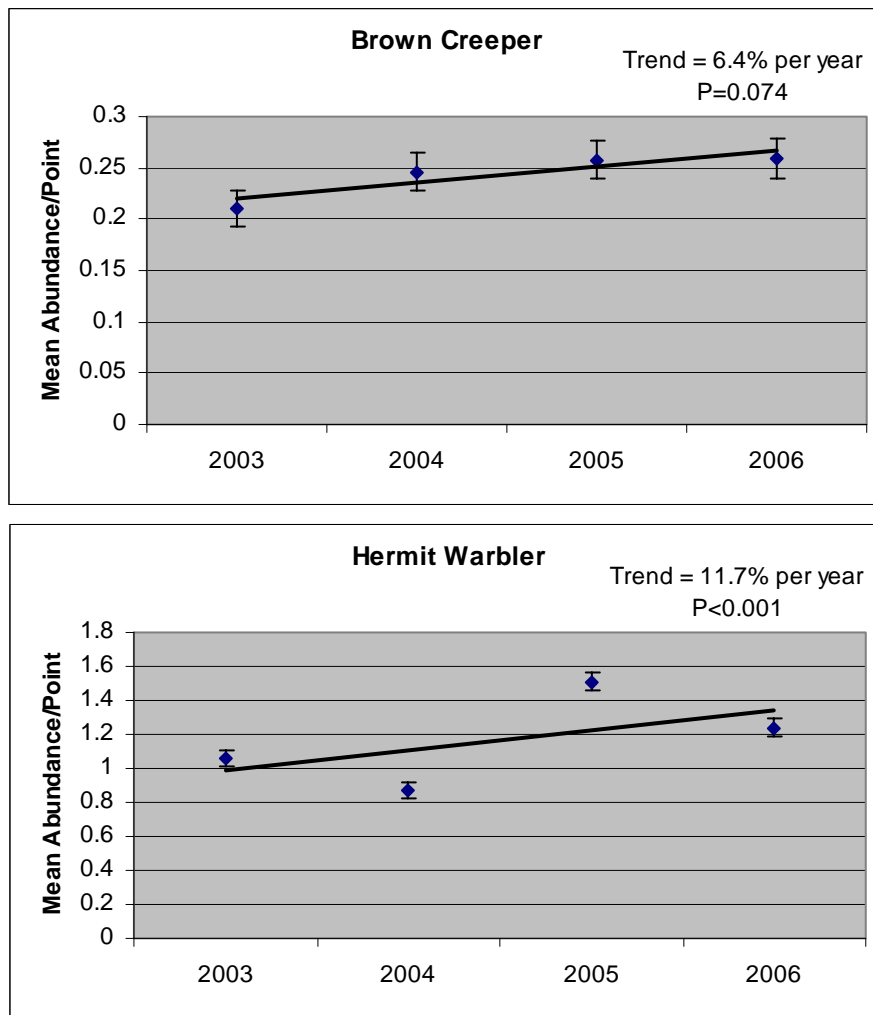 Brown Creeper
Trend = 6.4% per year
P=0.074
Mean Abundance/Point
0.3
0.25
0.2
0.15
0.1
0.05
0
2003 2004 2005 2006
Hermit Warbler
Trend = 11.7% per year
P<0.001
Mean Abundance/Point
1.8
1.6
1.4
1.2
1
0.8
0.6
0.4
0.2
0
2003 2004 2005 2006